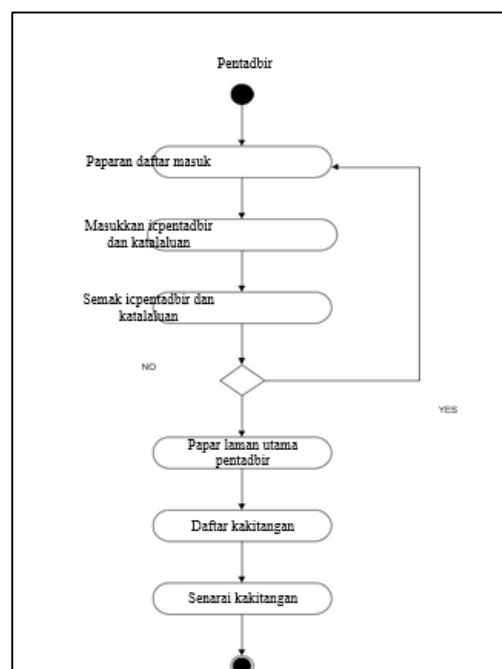 Pentadbir
Paparan daftar masuk
Masukkan icpentadbir
dan katalaluan
Semak icpentadbir dan
katalaluan
NO
YES
Papar laman utama
pentadbir
Daftar kakitangan
Senarai kakitangan